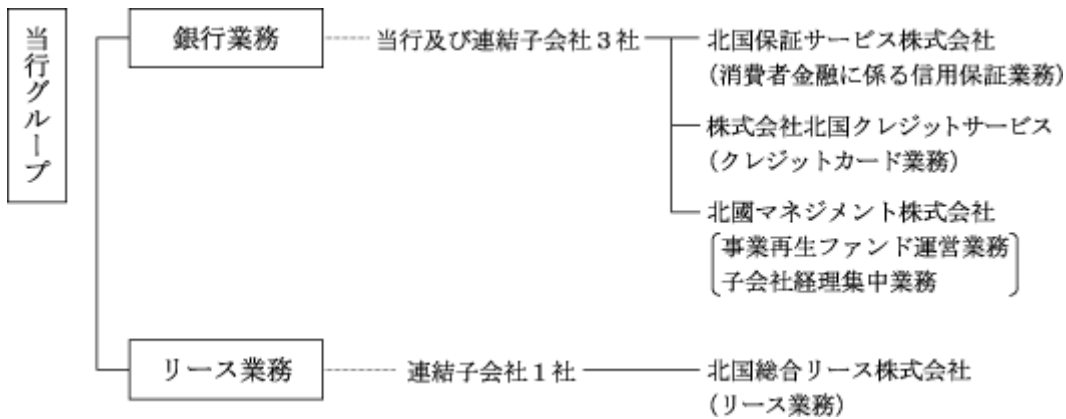 当行グループ
銀行業務
当行及び連結子会社3社
北国保証サービス株式会社
(消費者金融に係る信用保証業務)
株式会社北国クレジットサービス
(クレジットカード業務)
北國マネジメント株式会社
事業再生ファンド運営業務
子会社経理集中業務
リース業務
連結子会社1社
北国総合リース株式会社
(リース業務)